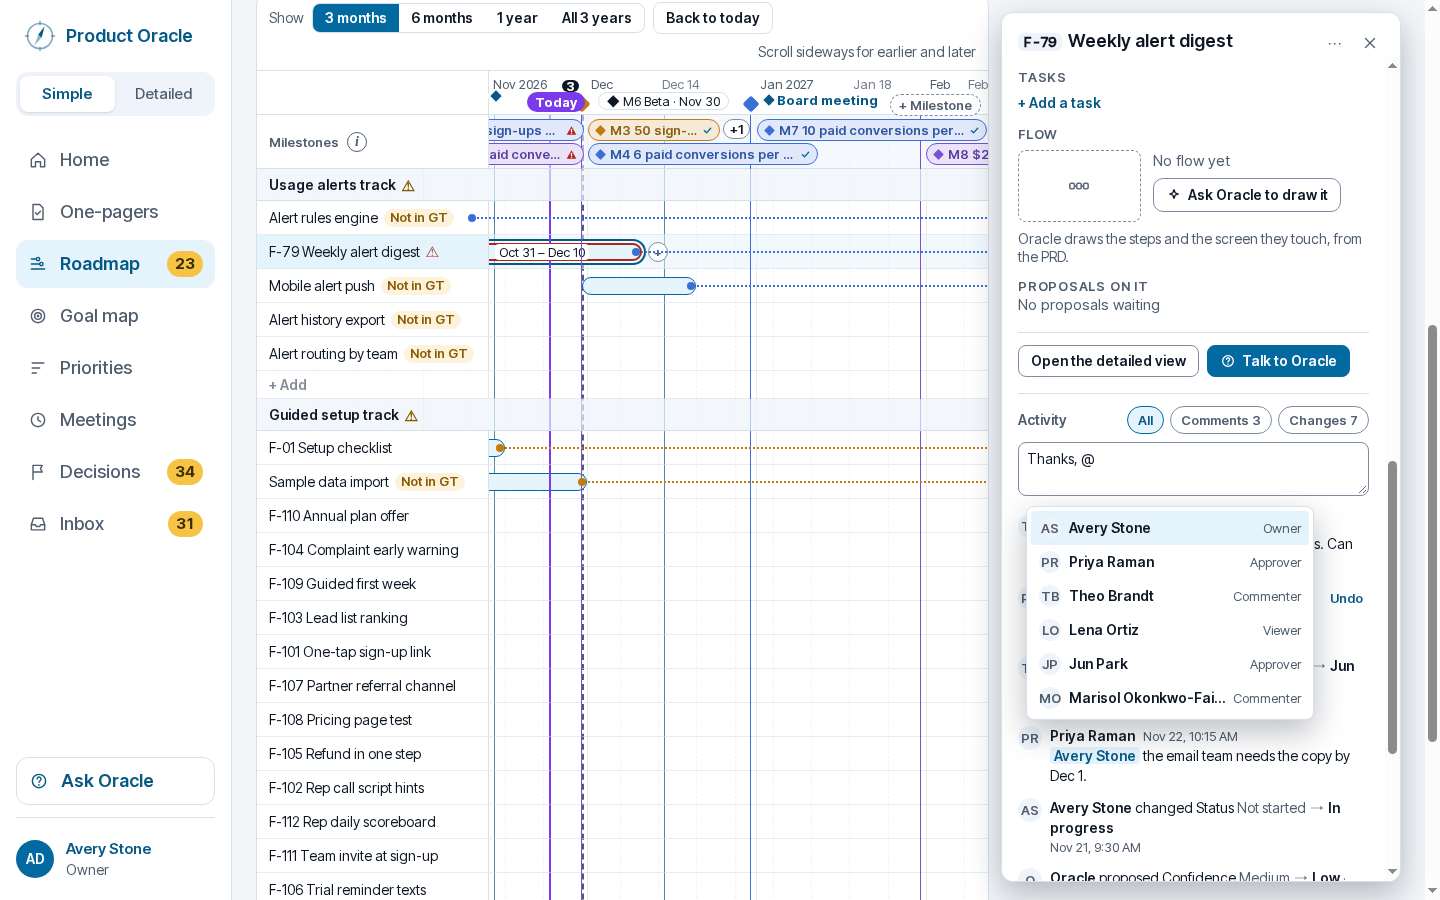 Product Oracle
Simple
Detailed
Home
One-pagers
Roadmap 23
Goal map
Priorities
Meetings
Decisions 34
Inbox 31
Ask Oracle
AD
Avery Stone
Owner
Show
3 months
6 months
1 year
All 3 years
Back to today
Scroll sideways for earlier and later
Nov 2026
3
Dec
Dec 14
Jan 2027
Jan 18
Feb
Feb
Today
M6 Beta · Nov 30
Board meeting
+ Milestone
Milestones i
sign-ups ...
M3 50 sign-...
+1
M7 10 paid conversions per...
aid conve...
M4 6 paid conversions per ...
M8 $2
Usage alerts track
Alert rules engine Not in GT
F-79 Weekly alert digest
Oct 31 – Dec 10
Mobile alert push Not in GT
Alert history export Not in GT
Alert routing by team Not in GT
+ Add
Guided setup track
F-01 Setup checklist
Sample data import Not in GT
F-110 Annual plan offer
F-104 Complaint early warning
F-109 Guided first week
F-103 Lead list ranking
F-101 One-tap sign-up link
F-107 Partner referral channel
F-108 Pricing page test
F-105 Refund in one step
F-102 Rep call script hints
F-112 Rep daily scoreboard
F-111 Team invite at sign-up
F-106 Trial reminder texts
F-79 Weekly alert digest
TASKS
+ Add a task
FLOW
No flow yet
Ask Oracle to draw it
Oracle draws the steps and the screen they touch, from
the PRD.
PROPOSALS ON IT
No proposals waiting
Open the detailed view
Talk to Oracle
Activity
All
Comments 3
Changes 7
Thanks, @
AS Avery Stone Owner
PR Priya Raman Approver
TB Theo Brandt Commenter
LO Lena Ortiz Viewer
JP Jun Park Approver
MO Marisol Okonkwo-Fai... Commenter
s. Can
Undo
→ Jun
PR Priya Raman Nov 22, 10:15 AM
Avery Stone the email team needs the copy by
Dec 1.
AS Avery Stone changed Status Not started → In
progress
Nov 21, 9:30 AM
Oracle proposed Confidence Medium → Low ·